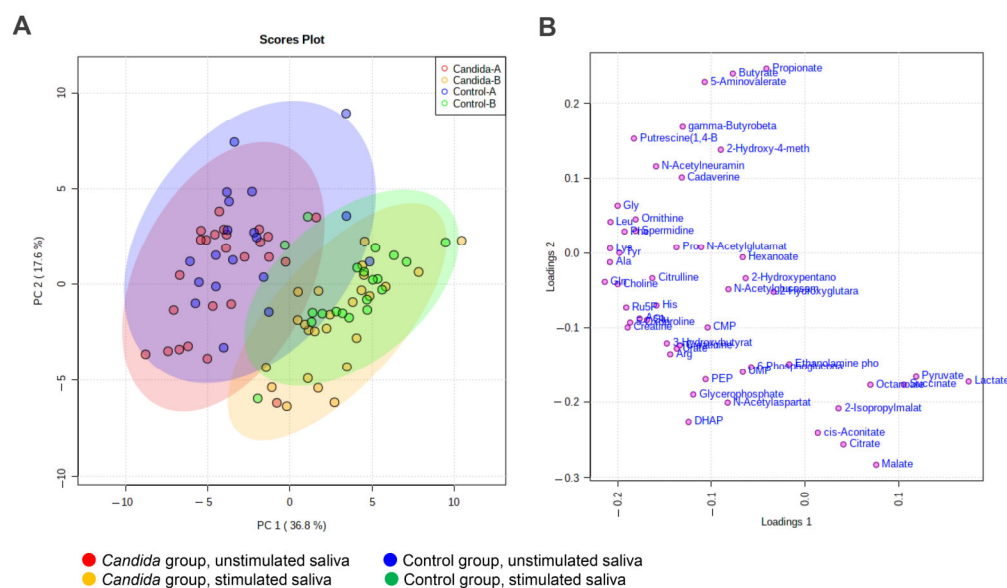 A
Scores Plot
Candida-A
Candida-B
Control-A
Control-B
PC 2 ( 17.6 %)
10
5
0
−5
−10
−10
−5
0
5
10
PC 1 ( 36.8 %)
B
Propionate
Butyrate
5-Aminovalerate
gamma-Butyrobeta
Putrescine(1,4-B
2-Hydroxy-4-meth
N-Acetylneuramin
Cadaverine
Gly
Leu
Ornithine
Spermidine
Phe
Lys
Tyr
Pro
N-Acetylglutamat
Ala
Hexanoate
Gln
Choline
Citrulline
2-Hydroxypentano
N-Acetylglucosam
2-Hydroxyglutara
Ru5P
His
Creatine
CMP
3-Hydroxybutyrat
Arg
Ethanolamine pho
6-Phosphoglucona
UMP
PEP
Glycerophosphate
N-Acetylaspartat
DHAP
Pyruvate
Octanoate
Succinate
Lactate
2-Isopropylmalat
cis-Aconitate
Citrate
Malate
Loadings 2
0.2
0.1
0.0
−0.1
−0.2
−0.3
−0.2
−0.1
0.0
0.1
Loadings 1
Candida group, unstimulated saliva
Control group, unstimulated saliva
Candida group, stimulated saliva
Control group, stimulated saliva